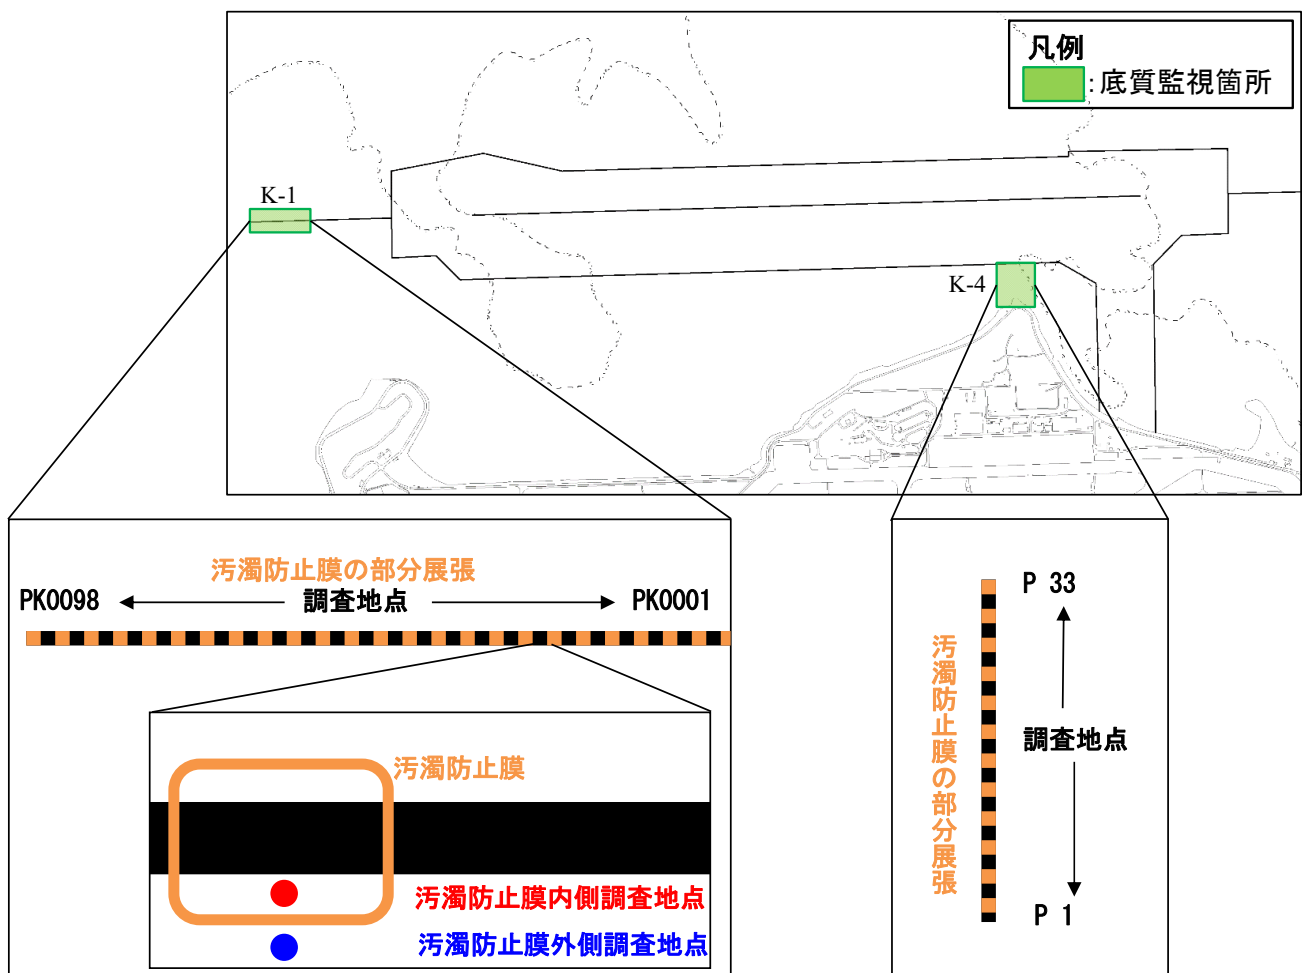 凡例
：底質監視箇所
K-1
K-4
汚濁防止膜の部分展張
PK0098
調査地点
PK0001
汚濁防止膜
汚濁防止膜内側調査地点
汚濁防止膜外側調査地点
P 33
汚濁防止膜の部分展張
調査地点
P 1